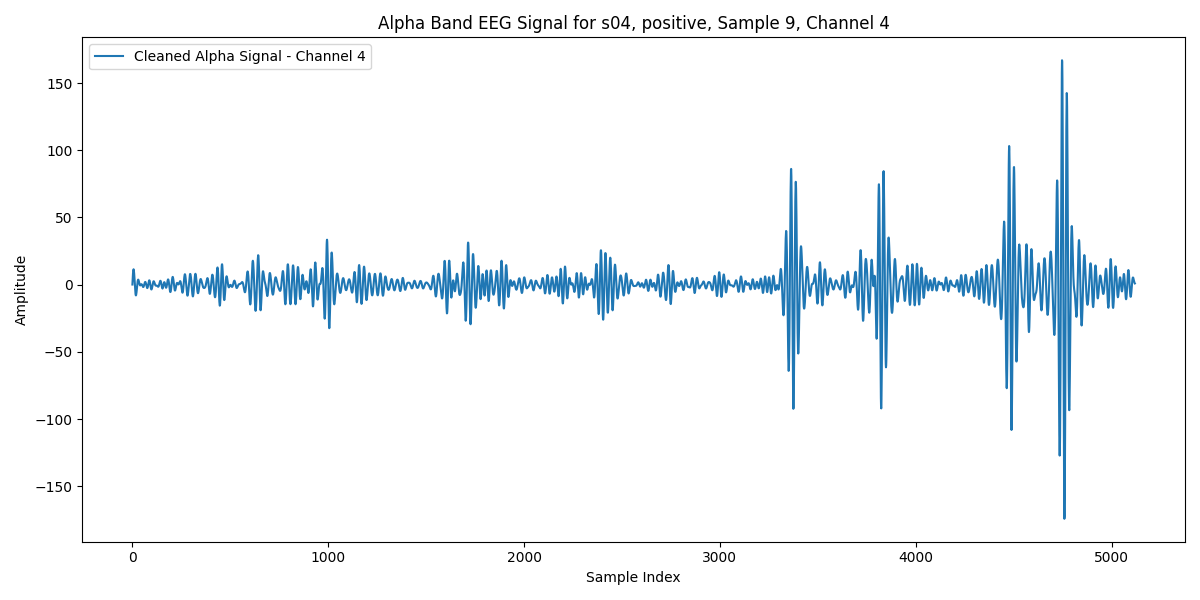 Alpha Band EEG Signal for s04, positive, Sample 9, Channel 4
Cleaned Alpha Signal - Channel 4
150
100
50
0
−50
−100
−150
Amplitude
0 1000 2000 3000 4000 5000
Sample Index